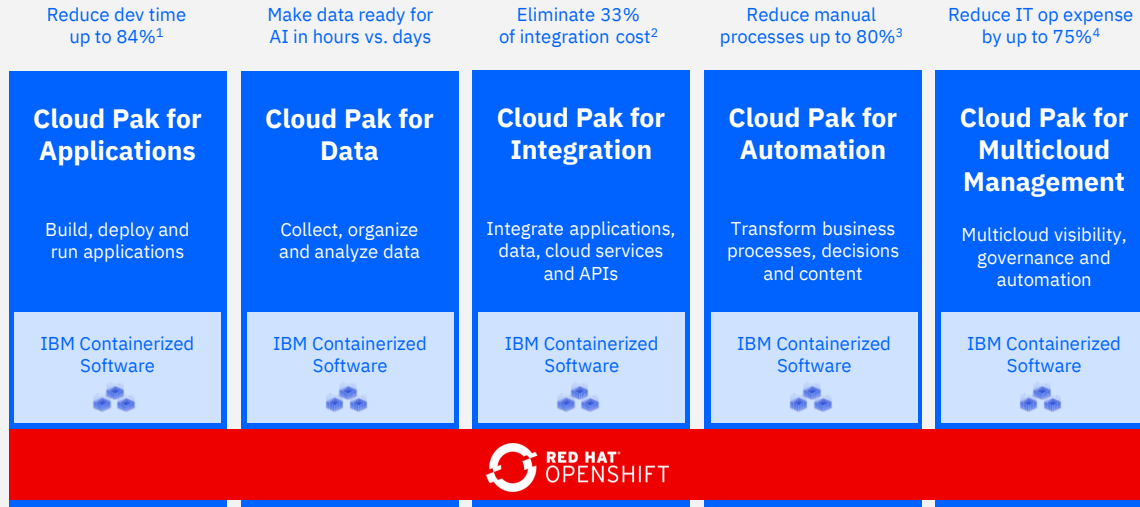 Reduce dev time
up to 84%1
Make data ready for
AI in hours vs. days
Eliminate 33%
of integration cost2
Reduce manual
processes up to 80%3
Reduce IT op expense
by up to 75%4
Cloud Pak for
Applications
Build, deploy and
run applications
IBM Containerized
Software
Cloud Pak for
Data
Collect, organize
and analyze data
IBM Containerized
Software
Cloud Pak for
Integration
Integrate applications,
data, cloud services
and APIs
IBM Containerized
Software
Cloud Pak for
Automation
Transform business
processes, decisions
and content
IBM Containerized
Software
Cloud Pak for
Multicloud
Management
Multicloud visibility,
governance and
automation
IBM Containerized
Software
RED HAT®
OPENSHIFT